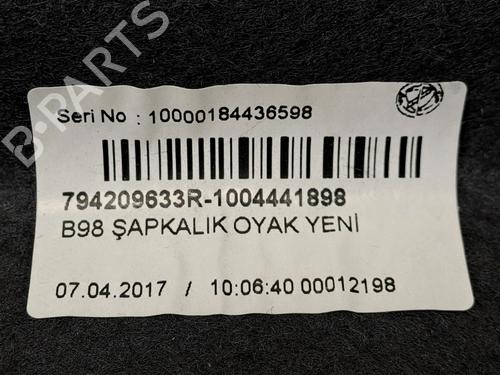 B-PARTS
Seri No : 10000184436598
794209633R-1004441898
B98 ŞAPKALIK OYAK YENİ
07.04.2017 / 10:06:40 00012198